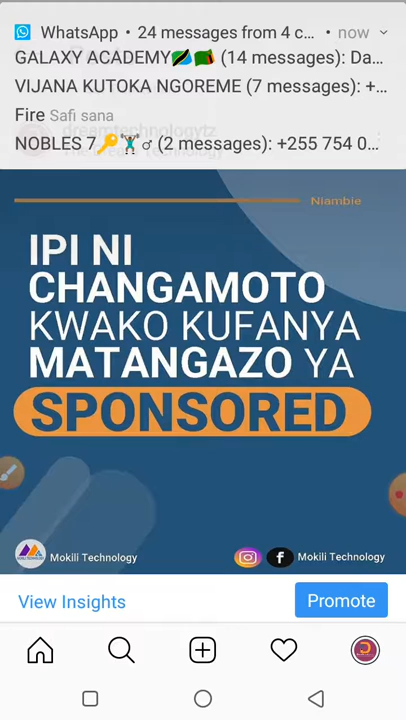 WhatsApp • 24 messages from 4 c... • now
GALAXY ACADEMY🇹🇿🇿🇲 (14 messages): Da...
VIJANA KUTOKA NGOREME (7 messages): +...
Fire Safi sana
dreamtechnologytz
NOBLES 7🔑🏋️♂ (2 messages): +255 754 0...
Niambie
IPI NI
CHANGAMOTO
KWAKO KUFANYA
MATANGAZO YA
SPONSORED
Mokili Technology
Mokili Technology
View Insights
Promote